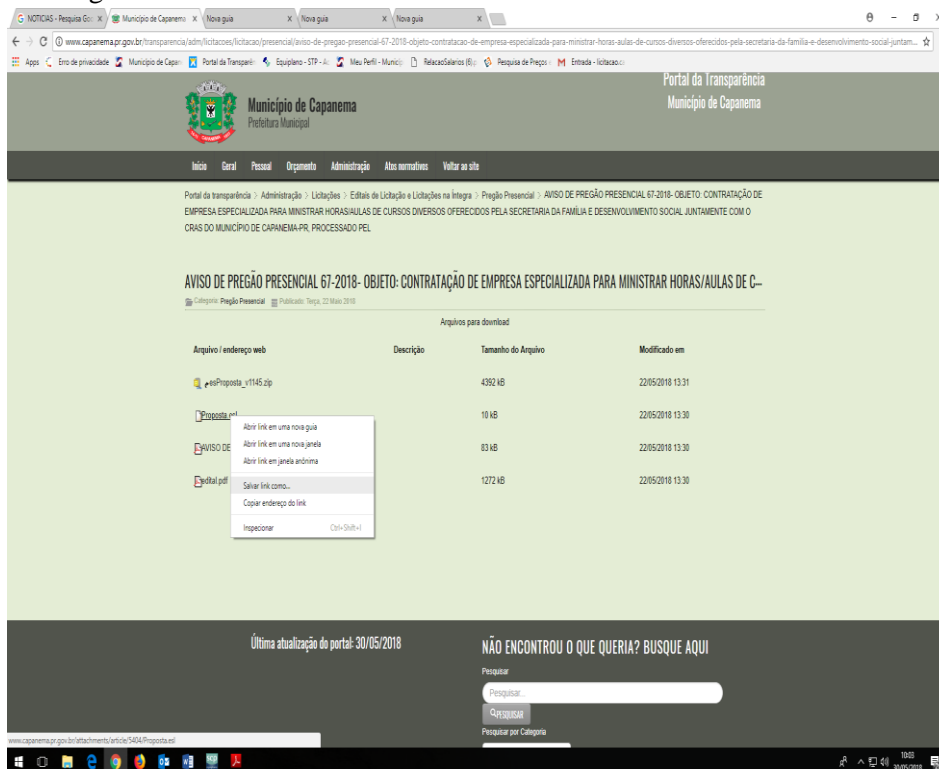 NOTICIAS - Pesquisa Goo
Município de Capanema
Nova guia
Nova guia
Nova guia
www.capanema.pr.gov.br/transparencia/adm/licitacoes/licitacao/presencial/aviso-de-pregao-presencial-67-2018-objeto-contratacao-de-empresa-especializada-para-ministrar-horas-aulas-de-cursos-diversos-oferecidos-pela-secretaria-da-familia-e-desenvolvimento-social-juntam...
Apps Erro de privacidade Município de Capan Portal da Transparên Equiplano - STP - Ac Meu Perfil - Municíp RelacaoSalarios (6).p Pesquisa de Preços - Entrada - licitacao.c
Portal da Transparência
Município de Capanema
Município de Capanema
Prefeitura Municipal
Início Geral Pessoal Orçamento Administração Atos normativos Voltar ao site
Portal da transparência > Administração > Licitações > Editais de Licitação e Licitações na Íntegra > Pregão Presencial > AVISO DE PREGÃO PRESENCIAL 67-2018- OBJETO: CONTRATAÇÃO DE
EMPRESA ESPECIALIZADA PARA MINISTRAR HORAS/AULAS DE CURSOS DIVERSOS OFERECIDOS PELA SECRETARIA DA FAMÍLIA E DESENVOLVIMENTO SOCIAL JUNTAMENTE COM O
CRAS DO MUNICÍPIO DE CAPANEMA-PR, PROCESSADO PEL
AVISO DE PREGÃO PRESENCIAL 67-2018- OBJETO: CONTRATAÇÃO DE EMPRESA ESPECIALIZADA PARA MINISTRAR HORAS/AULAS DE C...
Categoria: Pregão Presencial Publicado: Terça, 22 Maio 2018
Arquivos para download
Arquivo / endereço web Descrição Tamanho do Arquivo Modificado em
esProposta_v1145.zip 4392 kB 22/05/2018 13:31
Proposta.esl 10 kB 22/05/2018 13:30
AVISO DE 83 kB 22/05/2018 13:30
edital.pdf 1272 kB 22/05/2018 13:30
Abrir link em uma nova guia
Abrir link em uma nova janela
Abrir link em janela anônima
Salvar link como...
Copiar endereço do link
Inspecionar Ctrl+Shift+I
Última atualização do portal: 30/05/2018
NÃO ENCONTROU O QUE QUERIA? BUSQUE AQUI
Pesquisar
Pesquisar...
PESQUISAR
Pesquisar por Categoria
www.capanema.pr.gov.br/attachments/article/5404/Proposta.esl
10:03
30/05/2018